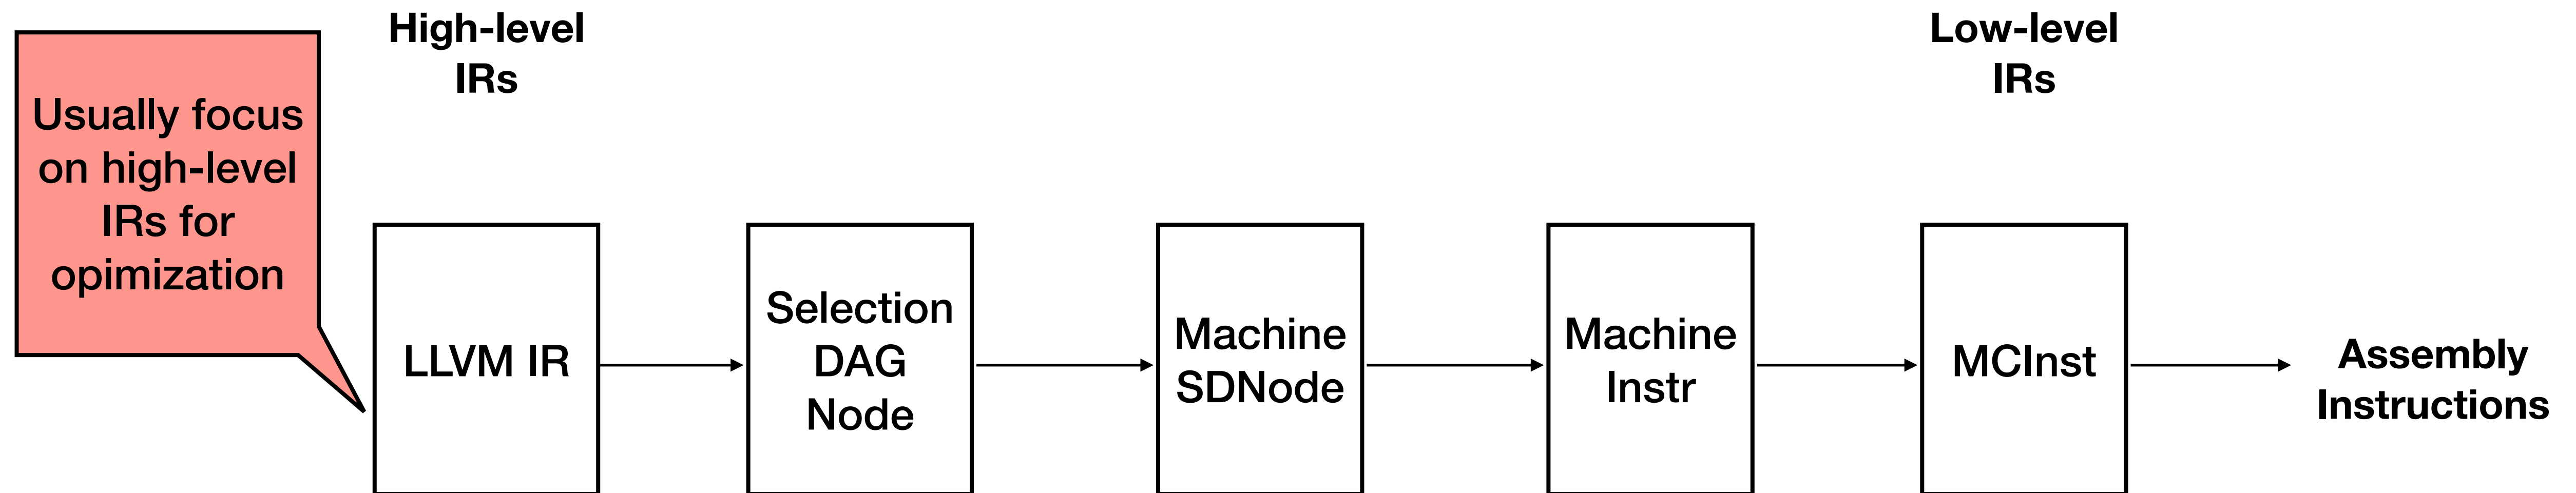 High-level
IRs
Low-level
IRs
Usually focus
on high-level
IRs for
opimization
LLVM IR
Selection
DAG
Node
Machine
SDNode
Machine
Instr
MCInst
Assembly
Instructions